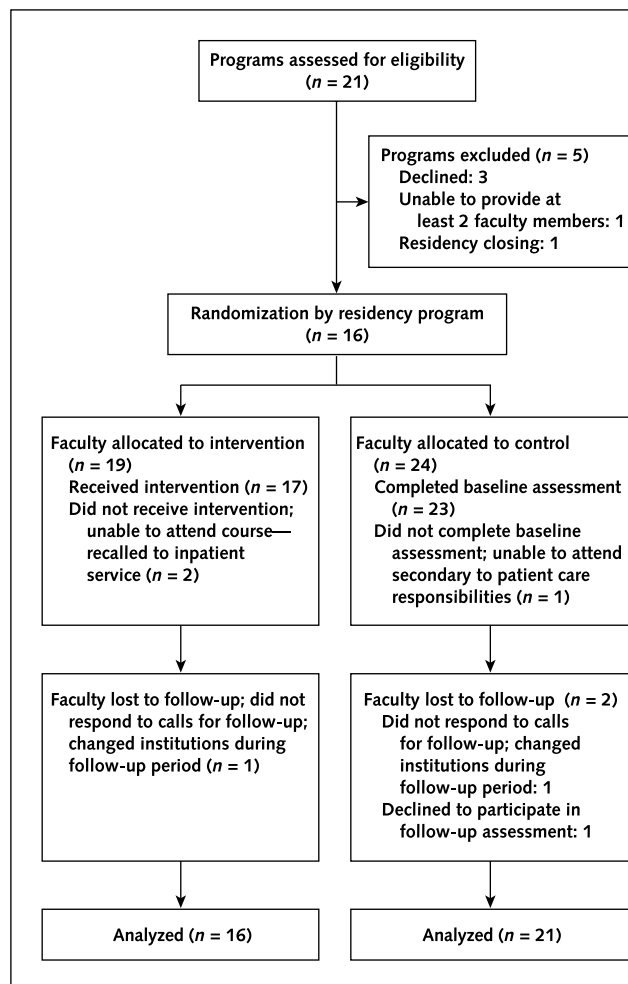 Programs assessed for eligibility
(n = 21)
Programs excluded (n = 5)
Declined: 3
Unable to provide at
least 2 faculty members: 1
Residency closing: 1
Randomization by residency program
(n = 16)
Faculty allocated to intervention
(n = 19)
Received intervention (n = 17)
Did not receive intervention;
unable to attend course—
recalled to inpatient
service (n = 2)
Faculty allocated to control
(n = 24)
Completed baseline assessment
(n = 23)
Did not complete baseline
assessment; unable to attend
secondary to patient care
responsibilities (n = 1)
Faculty lost to follow-up; did not
respond to calls for follow-up;
changed institutions during
follow-up period (n = 1)
Faculty lost to follow-up (n = 2)
Did not respond to calls
for follow-up; changed
institutions during
follow-up period: 1
Declined to participate in
follow-up assessment: 1
Analyzed (n = 16)
Analyzed (n = 21)